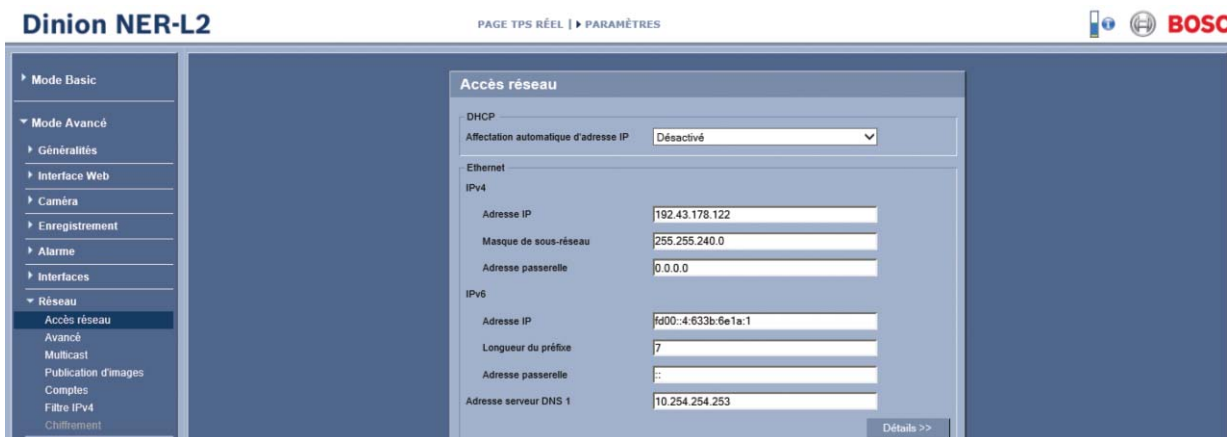 Dinion NER-L2
PAGE TPS RÉEL | PARAMÈTRES
Mode Basic
Mode Avancé
Généralités
Interface Web
Caméra
Enregistrement
Alarme
Interfaces
Réseau
Accès réseau
Avancé
Multicast
Publication d'images
Comptes
Filtre IPv4
Chiffrement
Accès réseau
DHCP
Affectation automatique d'adresse IP Désactivé
Ethernet
IPv4
Adresse IP 192.43.178.122
Masque de sous-réseau 255.255.240.0
Adresse passerelle 0.0.0.0
IPv6
Adresse IP fd00::4:633b:6e1a:1
Longueur du préfixe 7
Adresse passerelle ::
Adresse serveur DNS 1 10.254.254.253
Détails >>